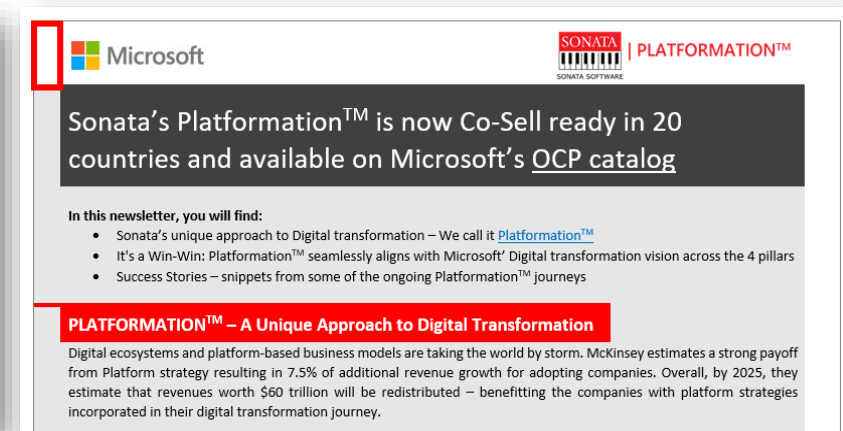 Microsoft
SONATA
SONATA SOFTWARE
| PLATFORMATION™
Sonata’s Platformation™ is now Co-Sell ready in 20
countries and available on Microsoft’s OCP catalog
In this newsletter, you will find:
• Sonata’s unique approach to Digital transformation – We call it Platformation™
• It's a Win-Win: Platformation™ seamlessly aligns with Microsoft’ Digital transformation vision across the 4 pillars
• Success Stories – snippets from some of the ongoing Platformation™ journeys
PLATFORMATION™ – A Unique Approach to Digital Transformation
Digital ecosystems and platform-based business models are taking the world by storm. McKinsey estimates a strong payoff
from Platform strategy resulting in 7.5% of additional revenue growth for adopting companies. Overall, by 2025, they
estimate that revenues worth $60 trillion will be redistributed – benefitting the companies with platform strategies
incorporated in their digital transformation journey.